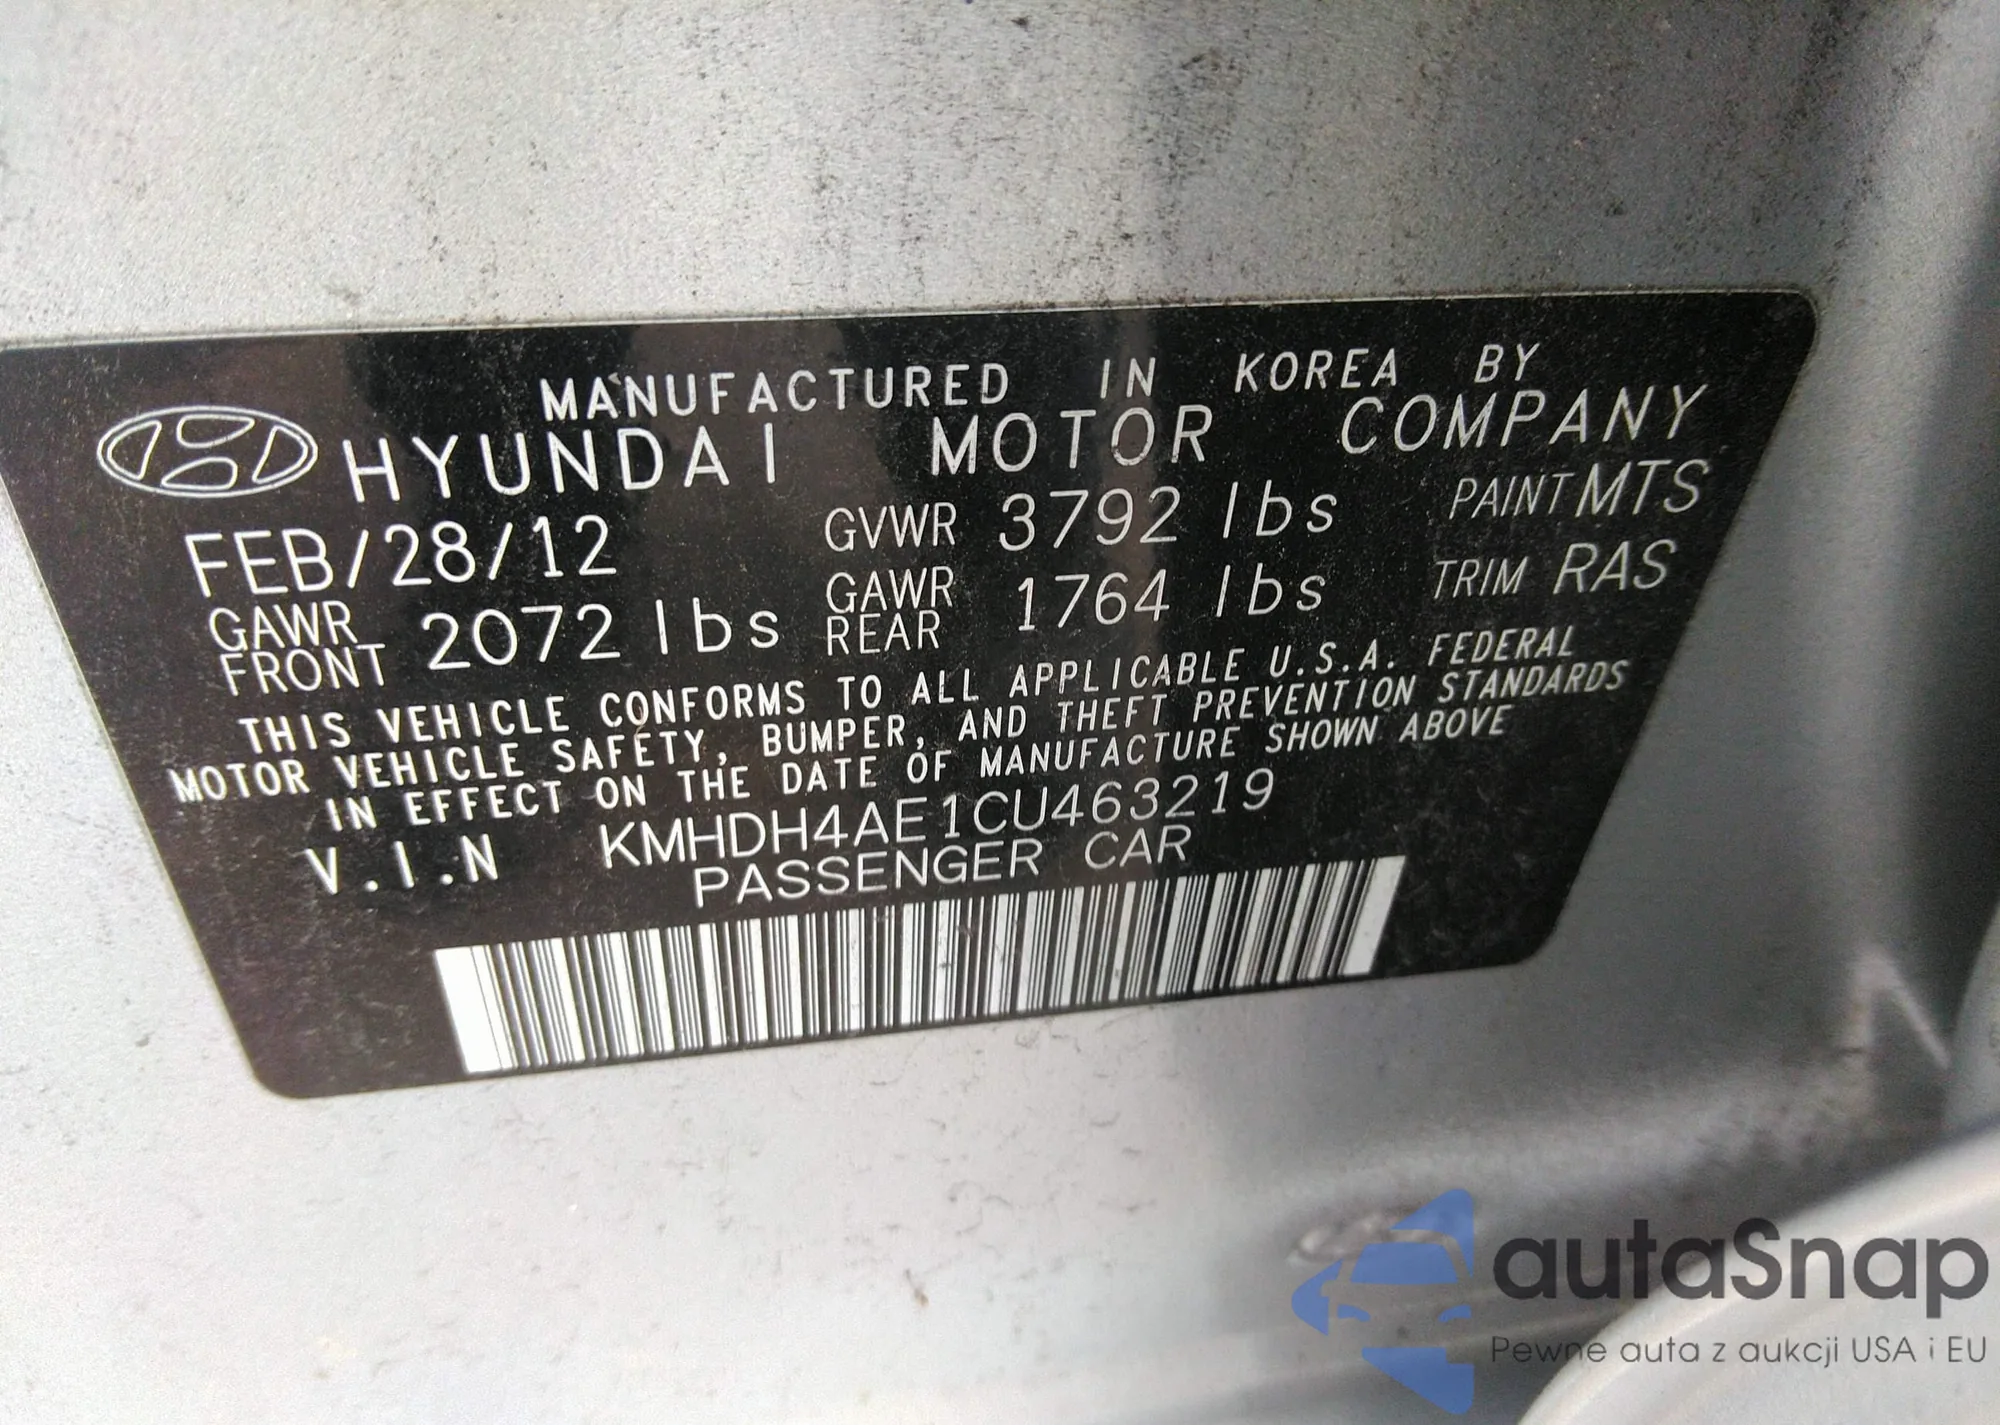 MANUFACTURED IN KOREA BY
HYUNDAI MOTOR COMPANY
FEB/28/12 GVWR 3792 lbs PAINT MTS
GAWR FRONT 2072 lbs GAWR REAR 1764 lbs TRIM RAS
THIS VEHICLE CONFORMS TO ALL APPLICABLE U.S.A. FEDERAL
MOTOR VEHICLE SAFETY, BUMPER, AND THEFT PREVENTION STANDARDS
IN EFFECT ON THE DATE OF MANUFACTURE SHOWN ABOVE
V.I.N KMHDH4AE1CU463219
PASSENGER CAR
autaSnap
Pewne auta z aukcji USA i EU